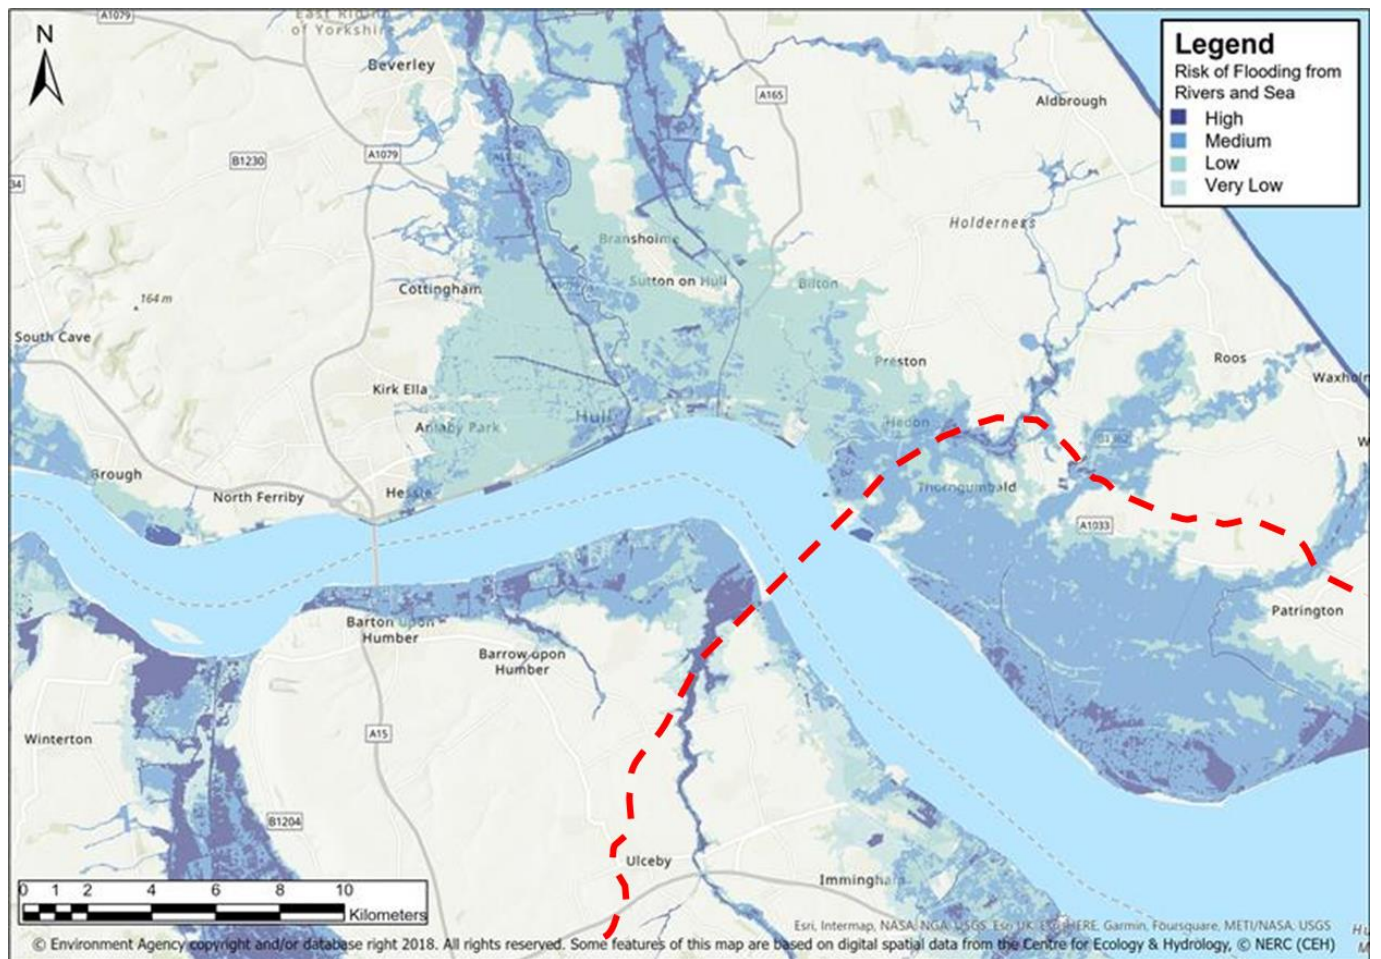 A1079
East Riding
of Yorkshire
N
Beverley
A165
Aldbrough
Legend
Risk of Flooding from
Rivers and Sea
High
Medium
Low
Very Low
B1230
A1079
34
Holderness
Bransholme
Sutton on Hull
Bilton
Cottingham
164 m
South Cave
Preston
Roos
Kirk Ella
Hull
Anlaby Park
Hedon
Brough
North Ferriby
Hessle
Thorngumbald
A1033
Patrington
Barton upon
Humber
Barrow upon
Humber
Winterton
A15
B1204
Ulceby
Immingham
0 1 2 4 6 8 10
Kilometers
Esri, Intermap, NASA, NGA, USGS, Esri UK, Esri, HERE, Garmin, Foursquare, METI/NASA, USGS
© Environment Agency copyright and/or database right 2018. All rights reserved. Some features of this map are based on digital spatial data from the Centre for Ecology & Hydrology, © NERC (CEH)